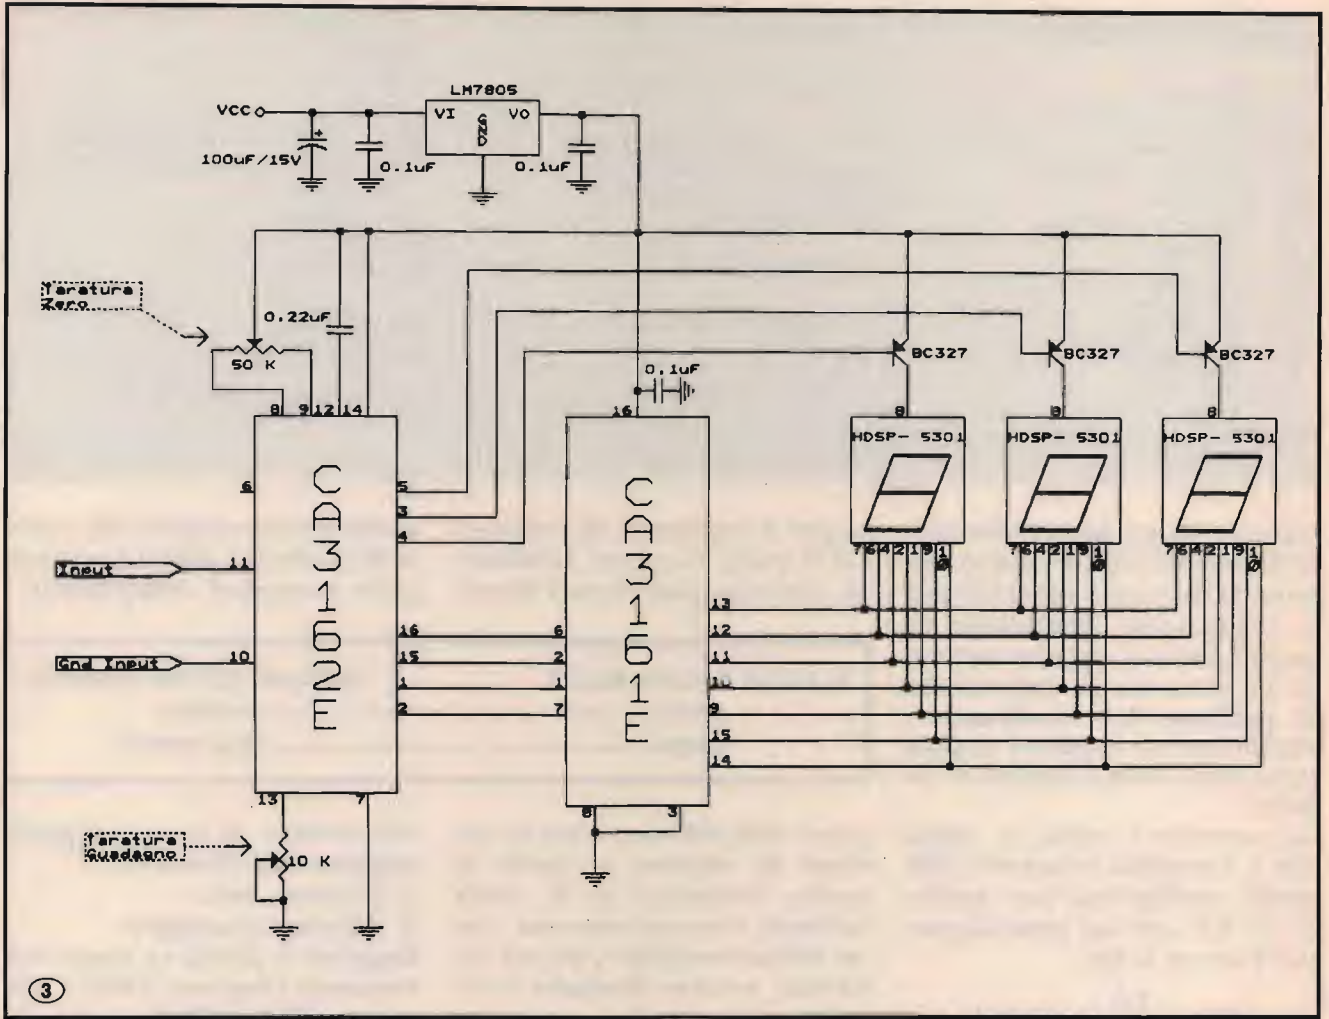 LM7805
VCC
VI
GND
VO
100uF/15V
0.1uF
0.1uF
Taratura
Zero
0.22uF
50 K
BC327
BC327
BC327
0.1uF
8
9
12
14
16
8
8
8
HDSP- 5301
HDSP- 5301
HDSP- 5301
6
5
3
4
CA3162E
CA3161E
7
6
4
2
1
9
10
7
6
4
2
1
9
10
7
6
4
2
1
9
10
Input
11
Gnd Input
10
16
15
1
2
6
2
1
7
13
12
11
10
9
15
14
13
7
8
3
Taratura
Guadagno
10 K
3